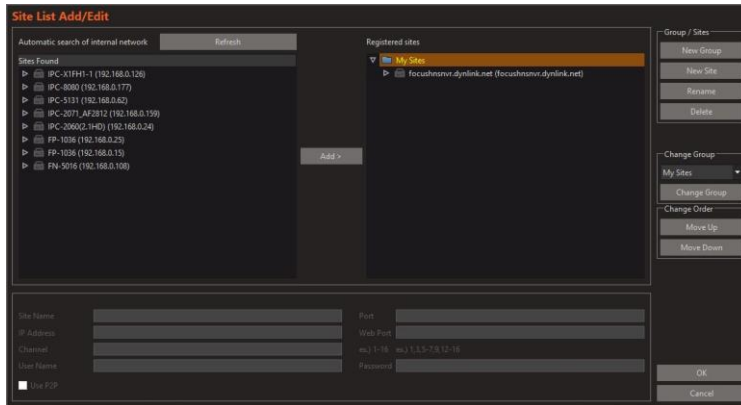 Site List Add/Edit
Automatic search of internal network
Refresh
Sites Found
IPC-X1FH1-1 (192.168.0.126)
IPC-8080 (192.168.0.177)
IPC-5131 (192.168.0.62)
IPC-2071_AF2812 (192.168.0.159)
IPC-2060(2.1HD) (192.168.0.24)
FP-1036 (192.168.0.25)
FP-1036 (192.168.0.15)
FN-5016 (192.168.0.108)
Add >
Registered sites
My Sites
focushnsnvr.dynlink.net (focushnsnvr.dynlink.net)
Group / Sites
New Group
New Site
Rename
Delete
Change Group
My Sites
Change Group
Change Order
Move Up
Move Down
Site Name
IP Address
Channel
User Name
Use P2P
Port
Web Port
ex.) 1~16 ex.) 1,3,5-7,9,12-16
Password
OK
Cancel